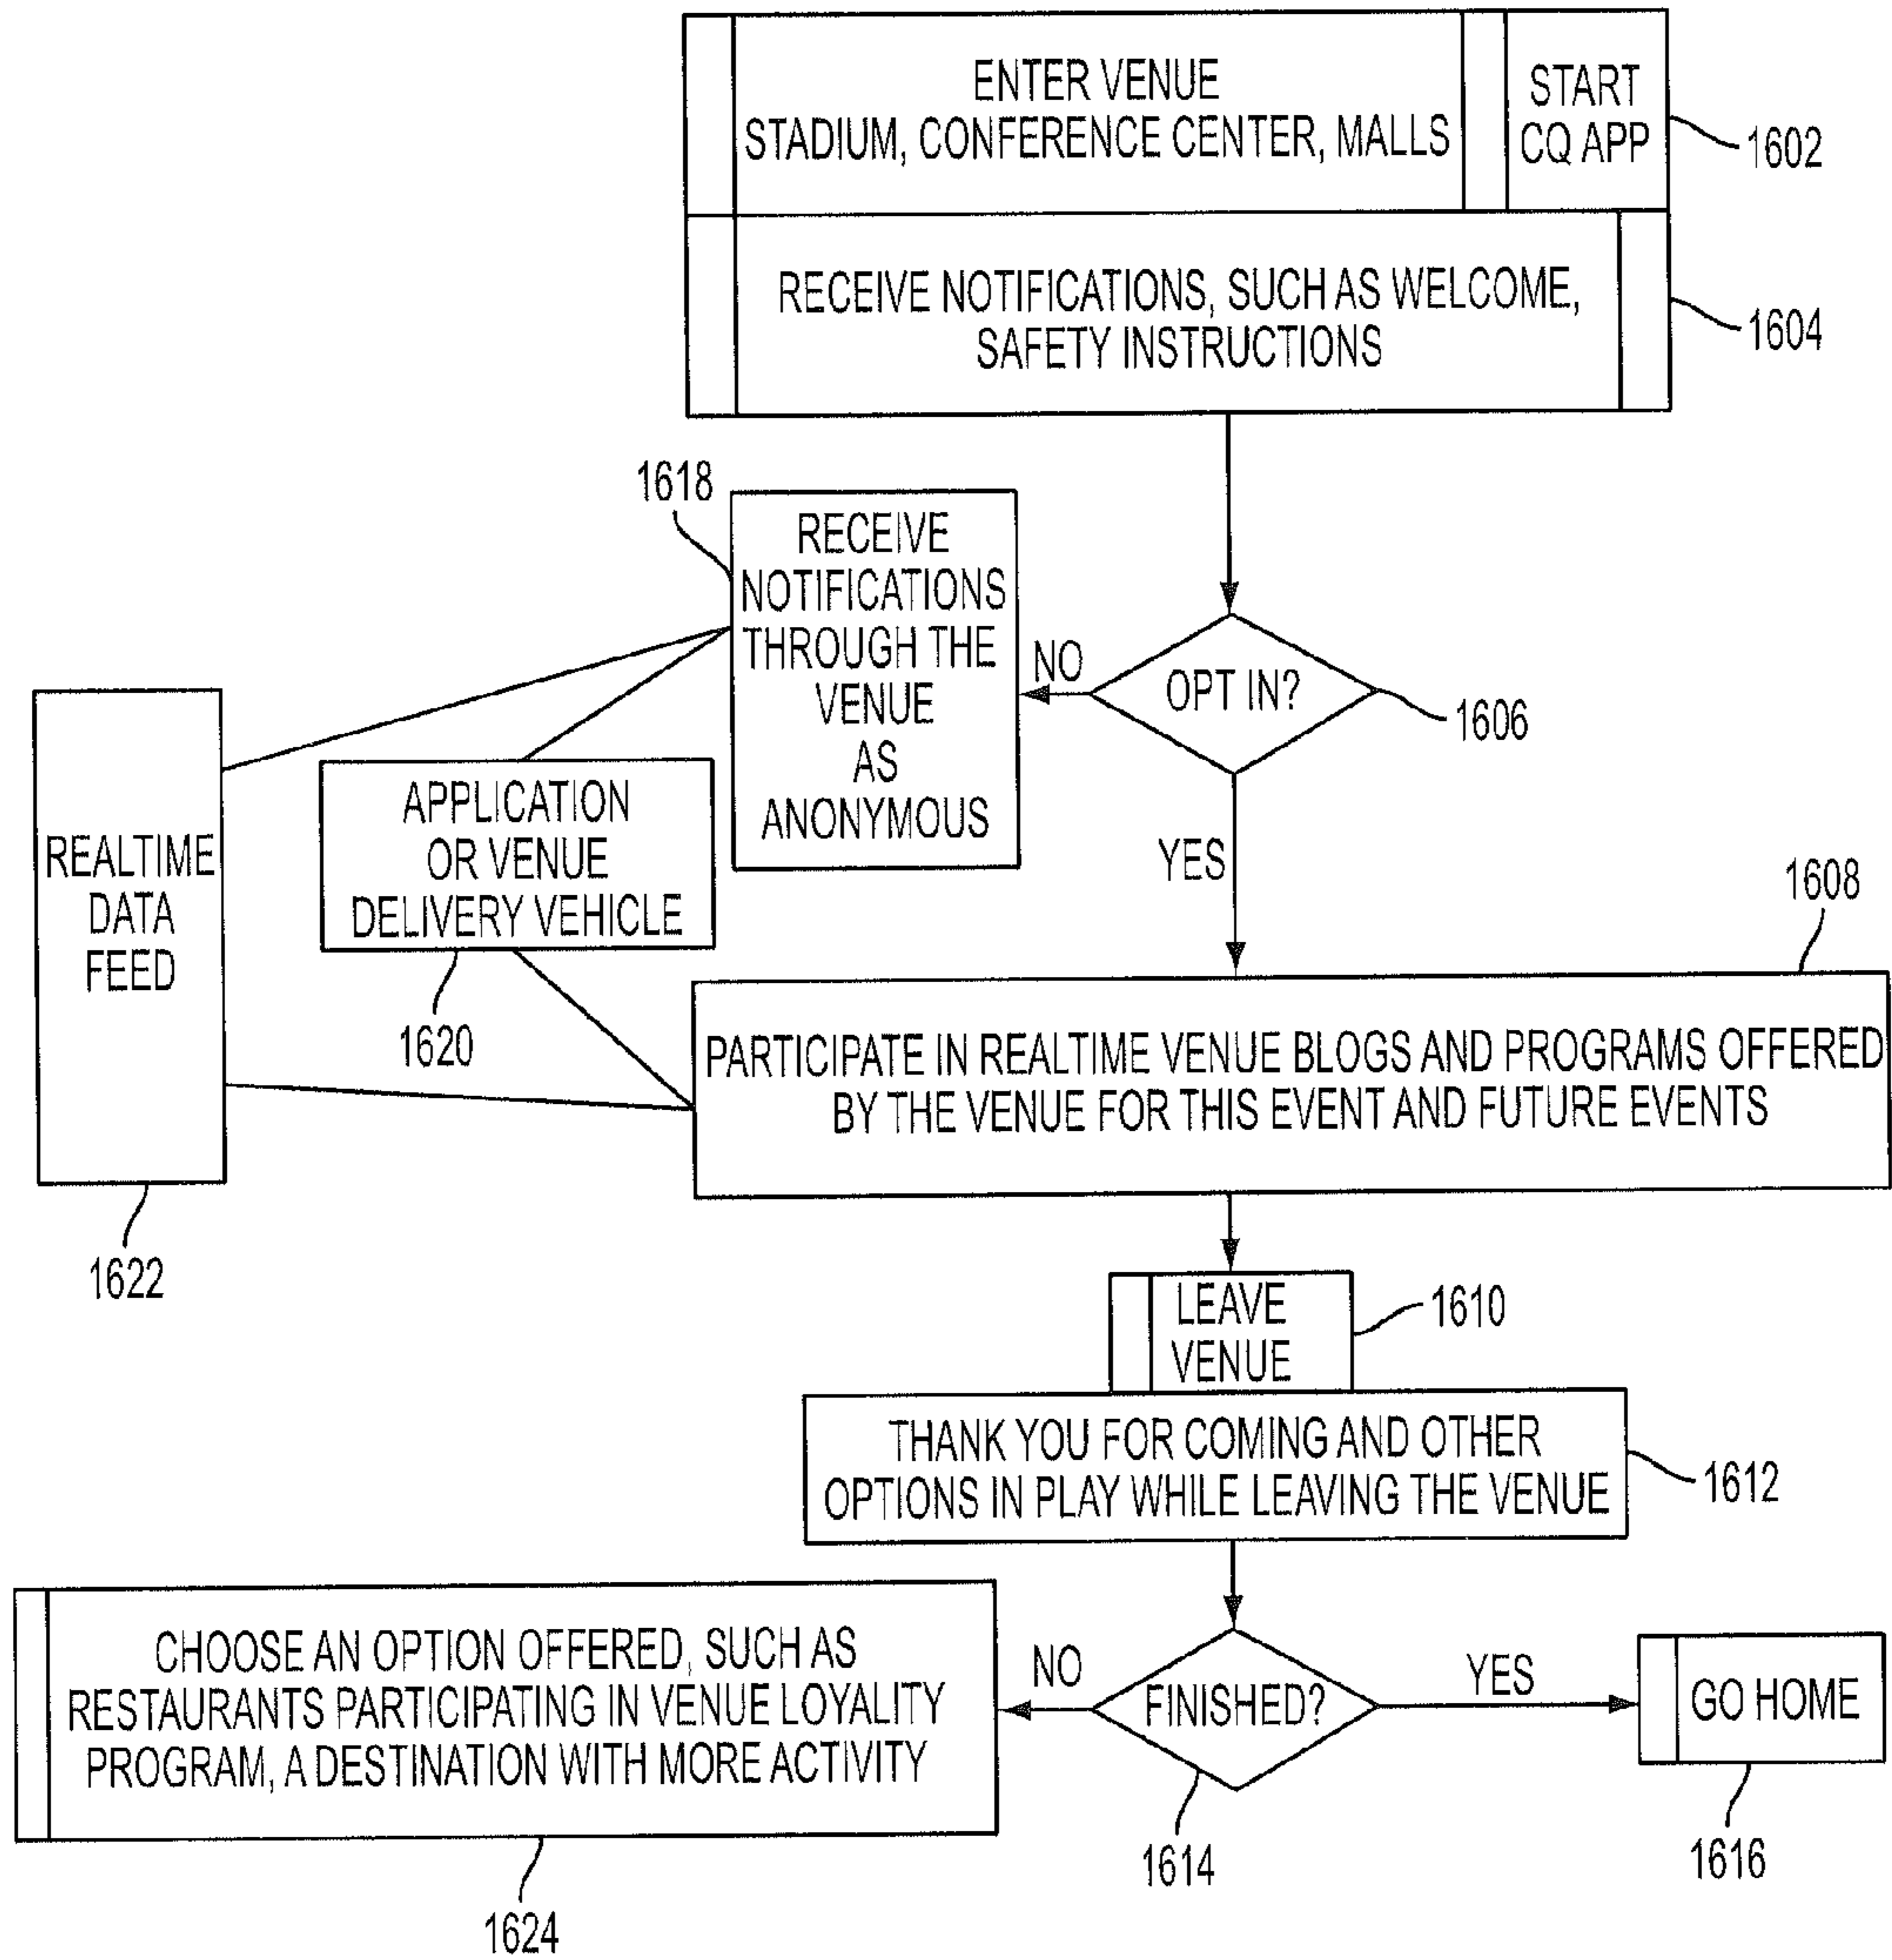 ENTER VENUE
STADIUM, CONFERENCE CENTER, MALLS
START
CQ APP
1602
RECEIVE NOTIFICATIONS, SUCH AS WELCOME,
SAFETY INSTRUCTIONS
1604
1618
RECEIVE
NOTIFICATIONS
THROUGH THE
VENUE
AS
ANONYMOUS
NO
OPT IN?
1606
YES
REALTIME
DATA
FEED
1622
APPLICATION
OR VENUE
DELIVERY VEHICLE
1620
1608
PARTICIPATE IN REALTIME VENUE BLOGS AND PROGRAMS OFFERED
BY THE VENUE FOR THIS EVENT AND FUTURE EVENTS
LEAVE
VENUE
1610
THANK YOU FOR COMING AND OTHER
OPTIONS IN PLAY WHILE LEAVING THE VENUE
1612
CHOOSE AN OPTION OFFERED, SUCH AS
RESTAURANTS PARTICIPATING IN VENUE LOYALITY
PROGRAM, A DESTINATION WITH MORE ACTIVITY
1624
NO
FINISHED?
1614
YES
GO HOME
1616